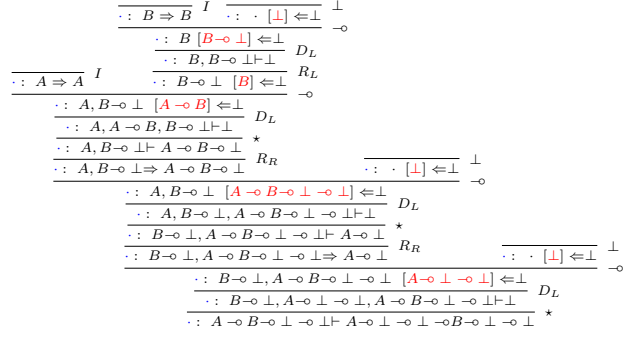 · : B ⇒ B I · : · [⊥] ⇐⊥ ⊥
⊸
· : B [B⊸ ⊥] ⇐⊥
D_L
· : B, B⊸ ⊥⊢⊥
R_L
· : A ⇒ A I · : B⊸ ⊥ [B] ⇐⊥
⊸
· : A, B⊸ ⊥ [A ⊸ B] ⇐⊥
D_L
· : A, A ⊸ B, B⊸ ⊥⊢⊥
⋆
· : A, B⊸ ⊥⊢ A ⊸ B⊸ ⊥
R_R
· : A, B⊸ ⊥⇒ A ⊸ B⊸ ⊥ · : · [⊥] ⇐⊥ ⊥
⊸
· : A, B⊸ ⊥ [A ⊸ B⊸ ⊥ ⊸ ⊥] ⇐⊥
D_L
· : A, B⊸ ⊥, A ⊸ B⊸ ⊥ ⊸ ⊥⊢⊥
⋆
· : B⊸ ⊥, A ⊸ B⊸ ⊥ ⊸ ⊥⊢ A⊸ ⊥
R_R
· : B⊸ ⊥, A ⊸ B⊸ ⊥ ⊸ ⊥⇒ A⊸ ⊥ · : · [⊥] ⇐⊥ ⊥
⊸
· : B⊸ ⊥, A ⊸ B⊸ ⊥ ⊸ ⊥ [A⊸ ⊥ ⊸ ⊥] ⇐⊥
D_L
· : B⊸ ⊥, A⊸ ⊥ ⊸ ⊥, A ⊸ B⊸ ⊥ ⊸ ⊥⊢⊥
⋆
· : A ⊸ B⊸ ⊥ ⊸ ⊥⊢ A⊸ ⊥ ⊸ ⊥ ⊸B⊸ ⊥ ⊸ ⊥